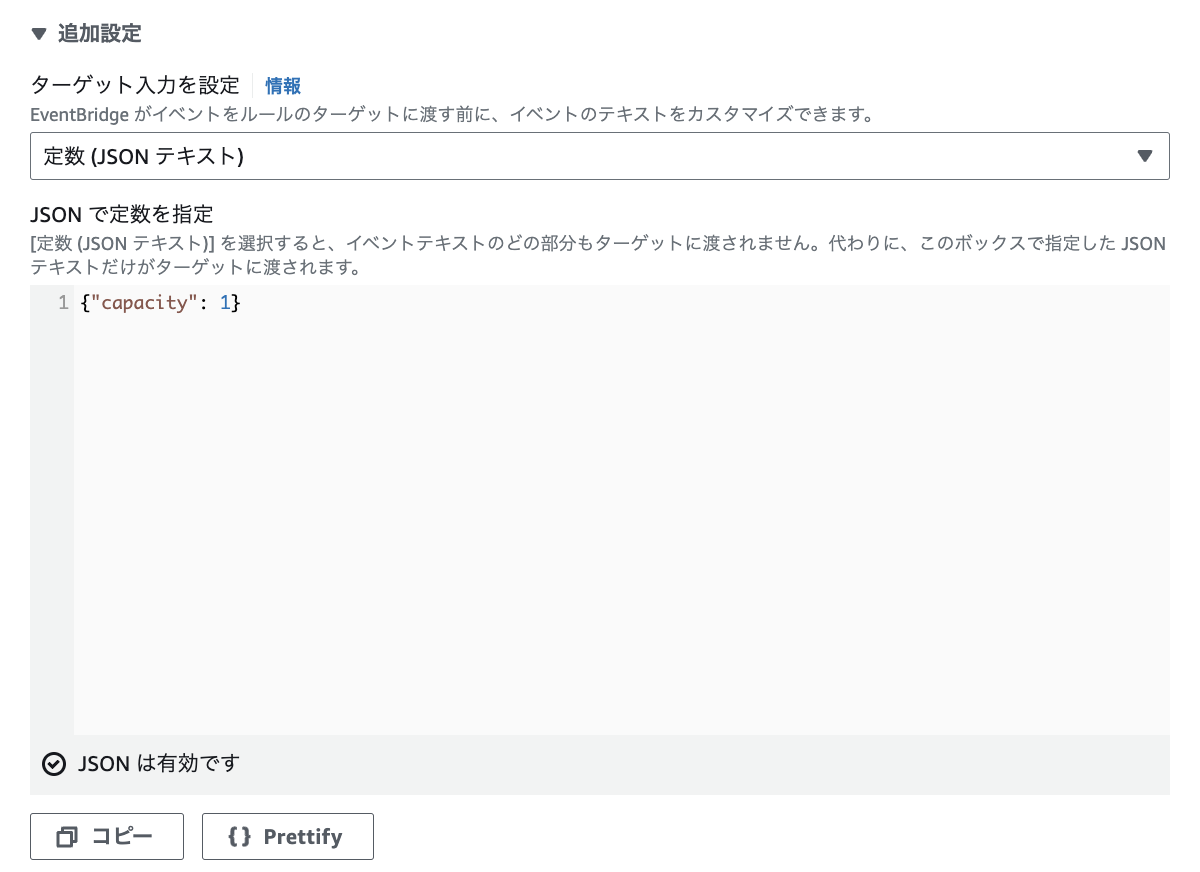 追加設定
ターゲット入力を設定 情報
EventBridge がイベントをルールのターゲットに渡す前に、イベントのテキストをカスタマイズできます。
定数 (JSON テキスト)
JSON で定数を指定
[定数 (JSON テキスト)] を選択すると、イベントテキストのどの部分もターゲットに渡されません。代わりに、このボックスで指定した JSON
テキストだけがターゲットに渡されます。
1 {"capacity": 1}
JSON は有効です
コピー {} Prettify